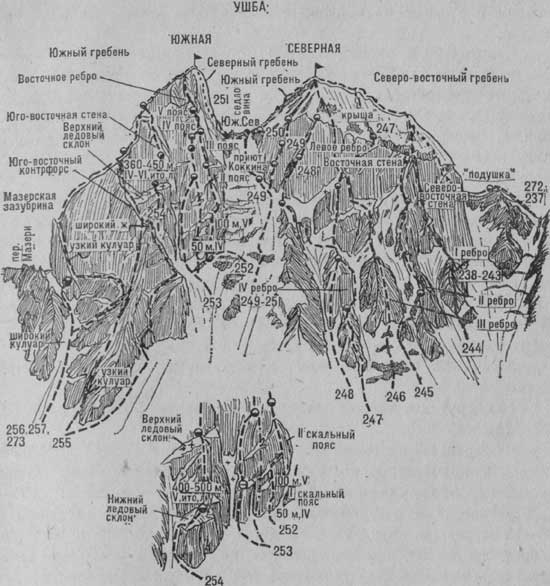 УШБА
ЮЖНАЯ
СЕВЕРНАЯ
Южный гребень
Северный гребень
Южный гребень
Северо-восточный гребень
Восточное ребро
251
седло
вина
Юж.Сев.
V пояс
IV пояс
III пояс
250
249
248
крыша
247
Юго-восточная стена
Верхний
ледовый
склон
360-450 м
IV-VI, ито
приют
Коккина
пояс
Левое ребро
Восточная стена
"подушка"
Юго-восточный
контрфорс
Мазерская
зазубрина
249
Северо-
восточная
стена
272,
237
широкий
узкий кулуар
50 м, IV
252
253
пер.
Мазери
IV ребро
249-251
I ребро
238-243
II ребро
III ребро
244
широкий
кулуар
узкий
кулуар
256, 257,
273
255
248
247
246
245
Верхний
ледовый
склон
II скальный
пояс
400-500 м
V, ито
100 м, V
I скальный
пояс
50 м, IV
Нижний
ледовый
склон
252
253
254